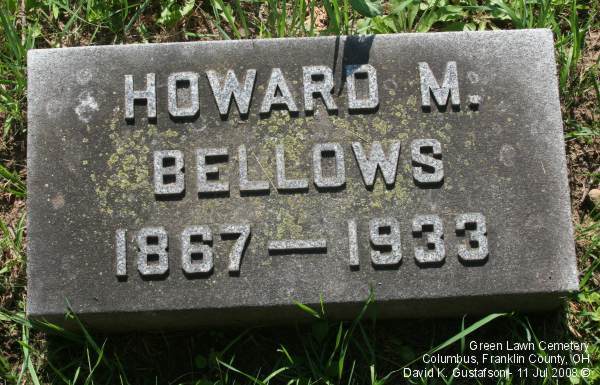 HOWARD M.
BELLOWS
1867—1933
Green Lawn Cemetery
Columbus, Franklin County, OH
David K. Gustafson- 11 Jul 2008 ©